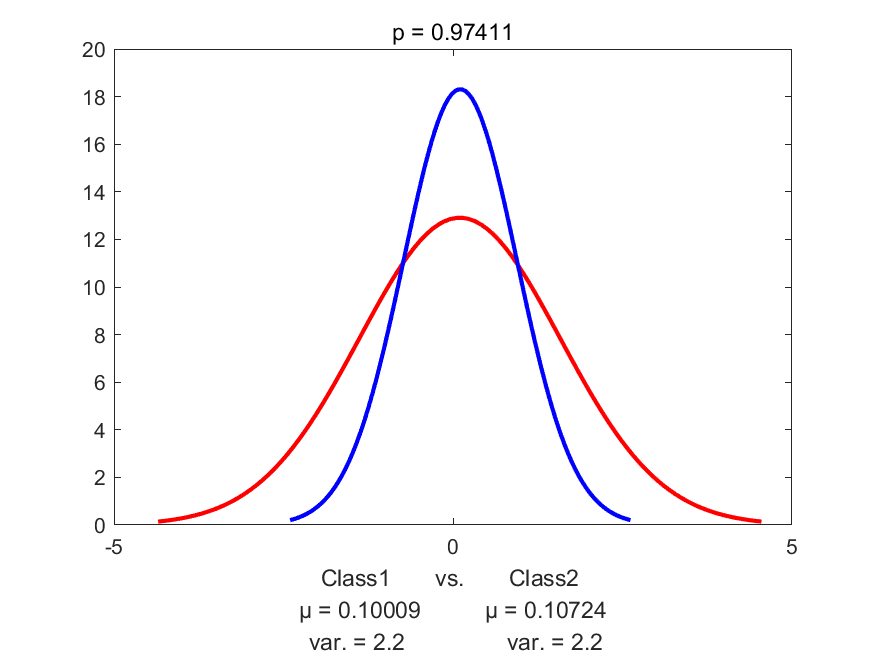 p = 0.97411
20
18
16
14
12
10
8
6
4
2
0
-5 0 5
Class1 vs. Class2
μ = 0.10009 μ = 0.10724
var. = 2.2 var. = 2.2